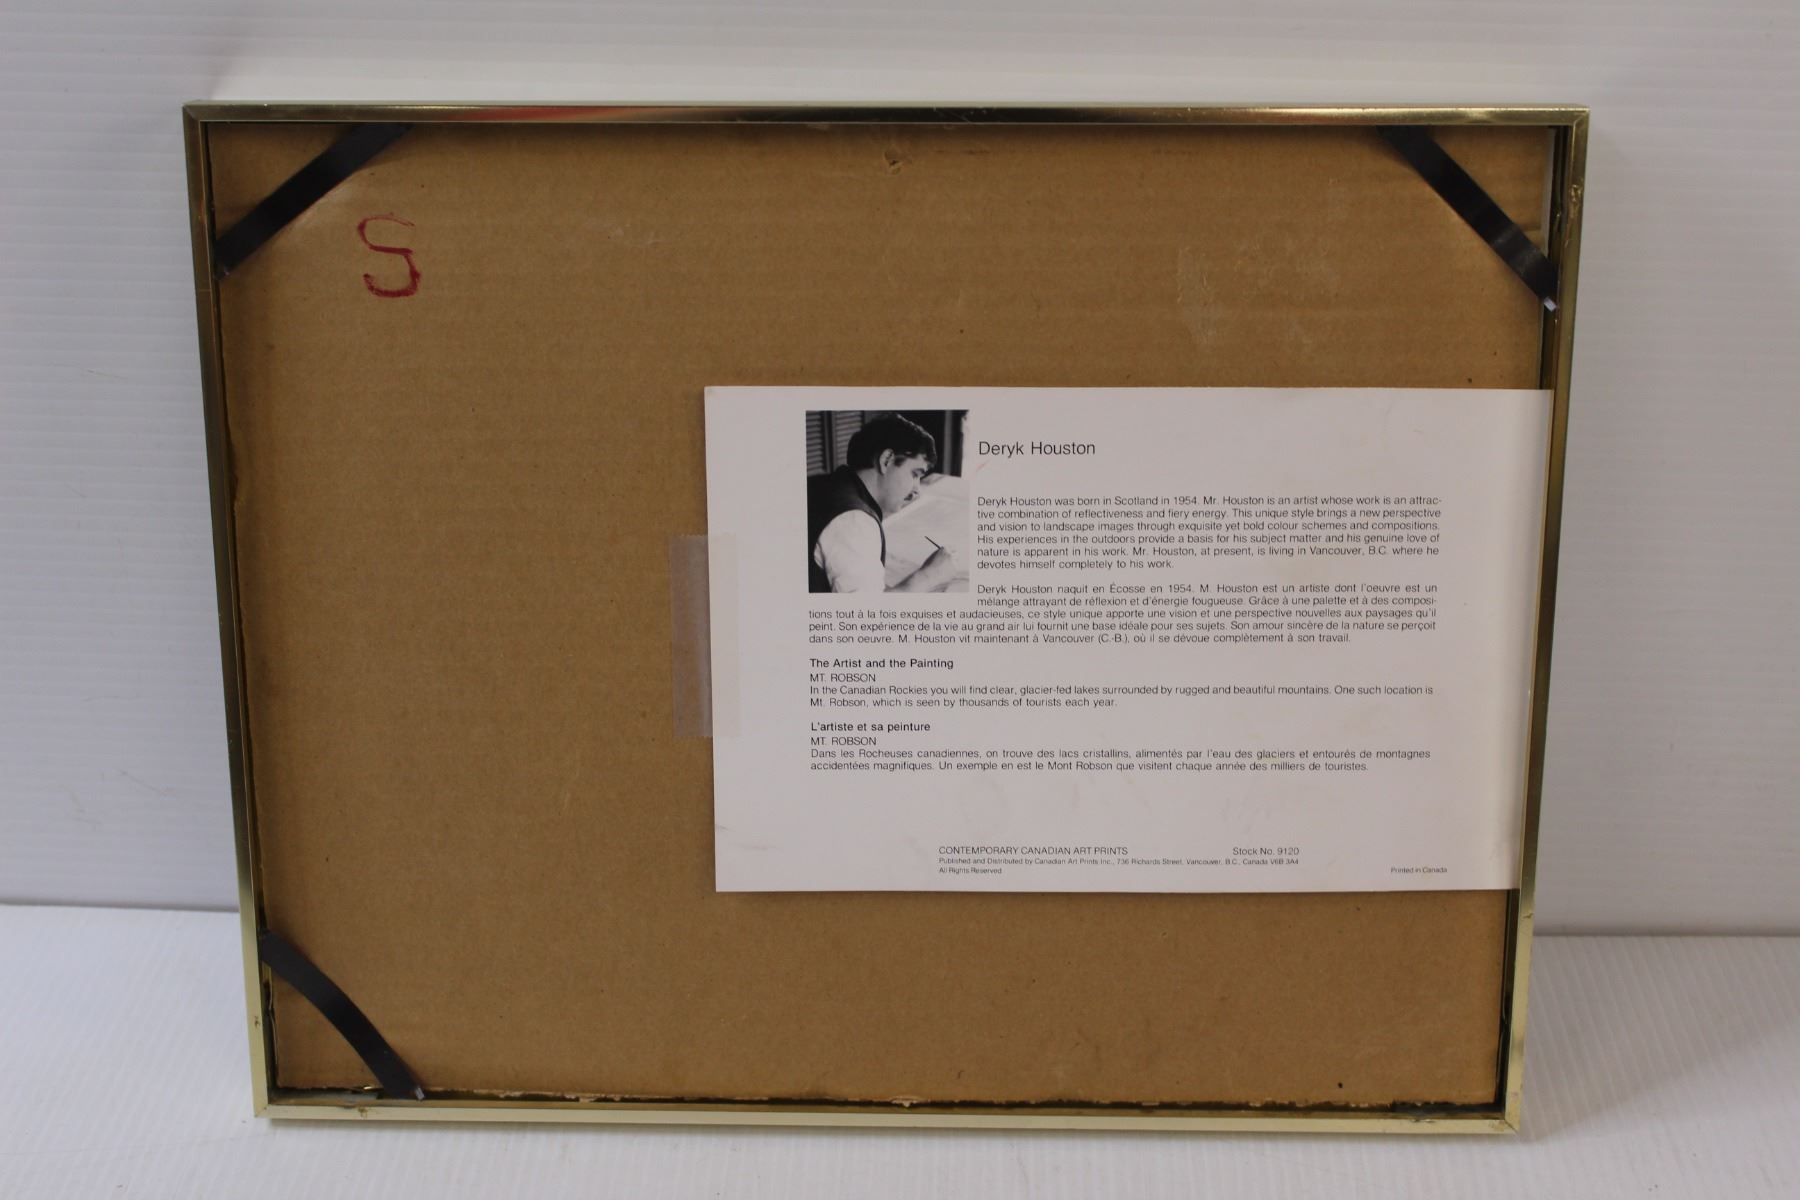 S
Deryk Houston
Deryk Houston was born in Scotland in 1954. Mr. Houston is an artist whose work is an attrac-
tive combination of reflectiveness and fiery energy. This unique style brings a new perspective
and vision to landscape images through exquisite yet bold colour schemes and compositions.
His experiences in the outdoors provide a basis for his subject matter and his genuine love of
nature is apparent in his work. Mr. Houston, at present, is living in Vancouver, B.C. where he
devotes himself completely to his work.
Deryk Houston naquit en Écosse en 1954. M. Houston est un artiste dont l'oeuvre est un
mélange attrayant de réflexion et d'énergie fougueuse. Grâce à une palette et à des composi-
tions tout à la fois exquises et audacieuses, ce style unique apporte une vision et une perspective nouvelles aux paysages qu'il
peint. Son expérience de la vie au grand air lui fournit une base idéale pour ses sujets. Son amour sincère de la nature se perçoit
dans son oeuvre. M. Houston vit maintenant à Vancouver (C.-B.), où il se dévoue complètement à son travail.
The Artist and the Painting
MT. ROBSON
In the Canadian Rockies you will find clear, glacier-fed lakes surrounded by rugged and beautiful mountains. One such location is
Mt. Robson, which is seen by thousands of tourists each year.
L'artiste et sa peinture
MT. ROBSON
Dans les Rocheuses canadiennes, on trouve des lacs cristallins, alimentés par l'eau des glaciers et entourés de montagnes
accidentées magnifiques. Un exemple en est le Mont Robson que visitent chaque année des milliers de touristes.
CONTEMPORARY CANADIAN ART PRINTS Stock No. 9120
Published and Distributed by Canadian Art Prints Inc., 736 Richards Street, Vancouver, B.C., Canada V6B 3A4
All Rights Reserved Printed in Canada